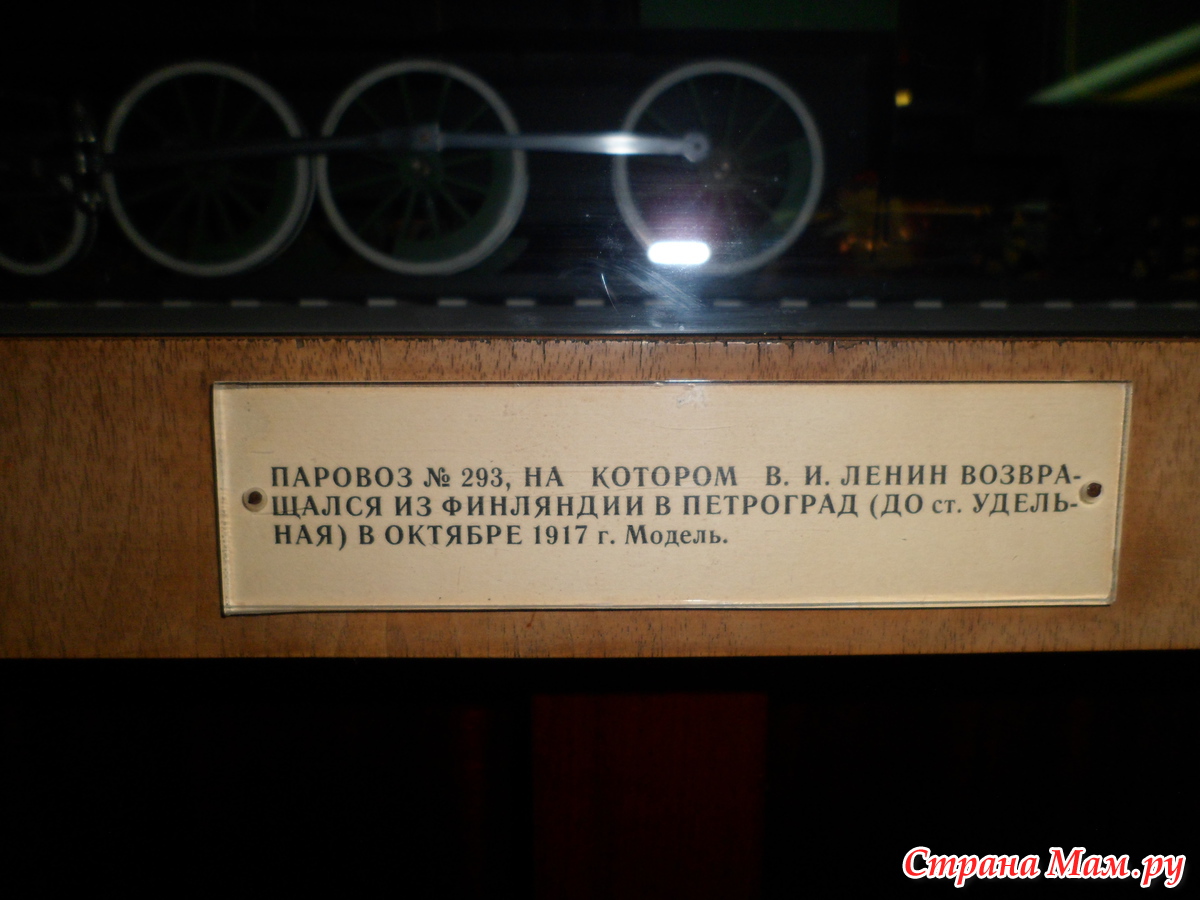 ПАРОВОЗ № 293, НА КОТОРОМ В. И. ЛЕНИН ВОЗВРА-
ЩАЛСЯ ИЗ ФИНЛЯНДИИ В ПЕТРОГРАД (ДО ст. УДЕЛЬ-
НАЯ) В ОКТЯБРЕ 1917 г. Модель.
Страна Мам.ру